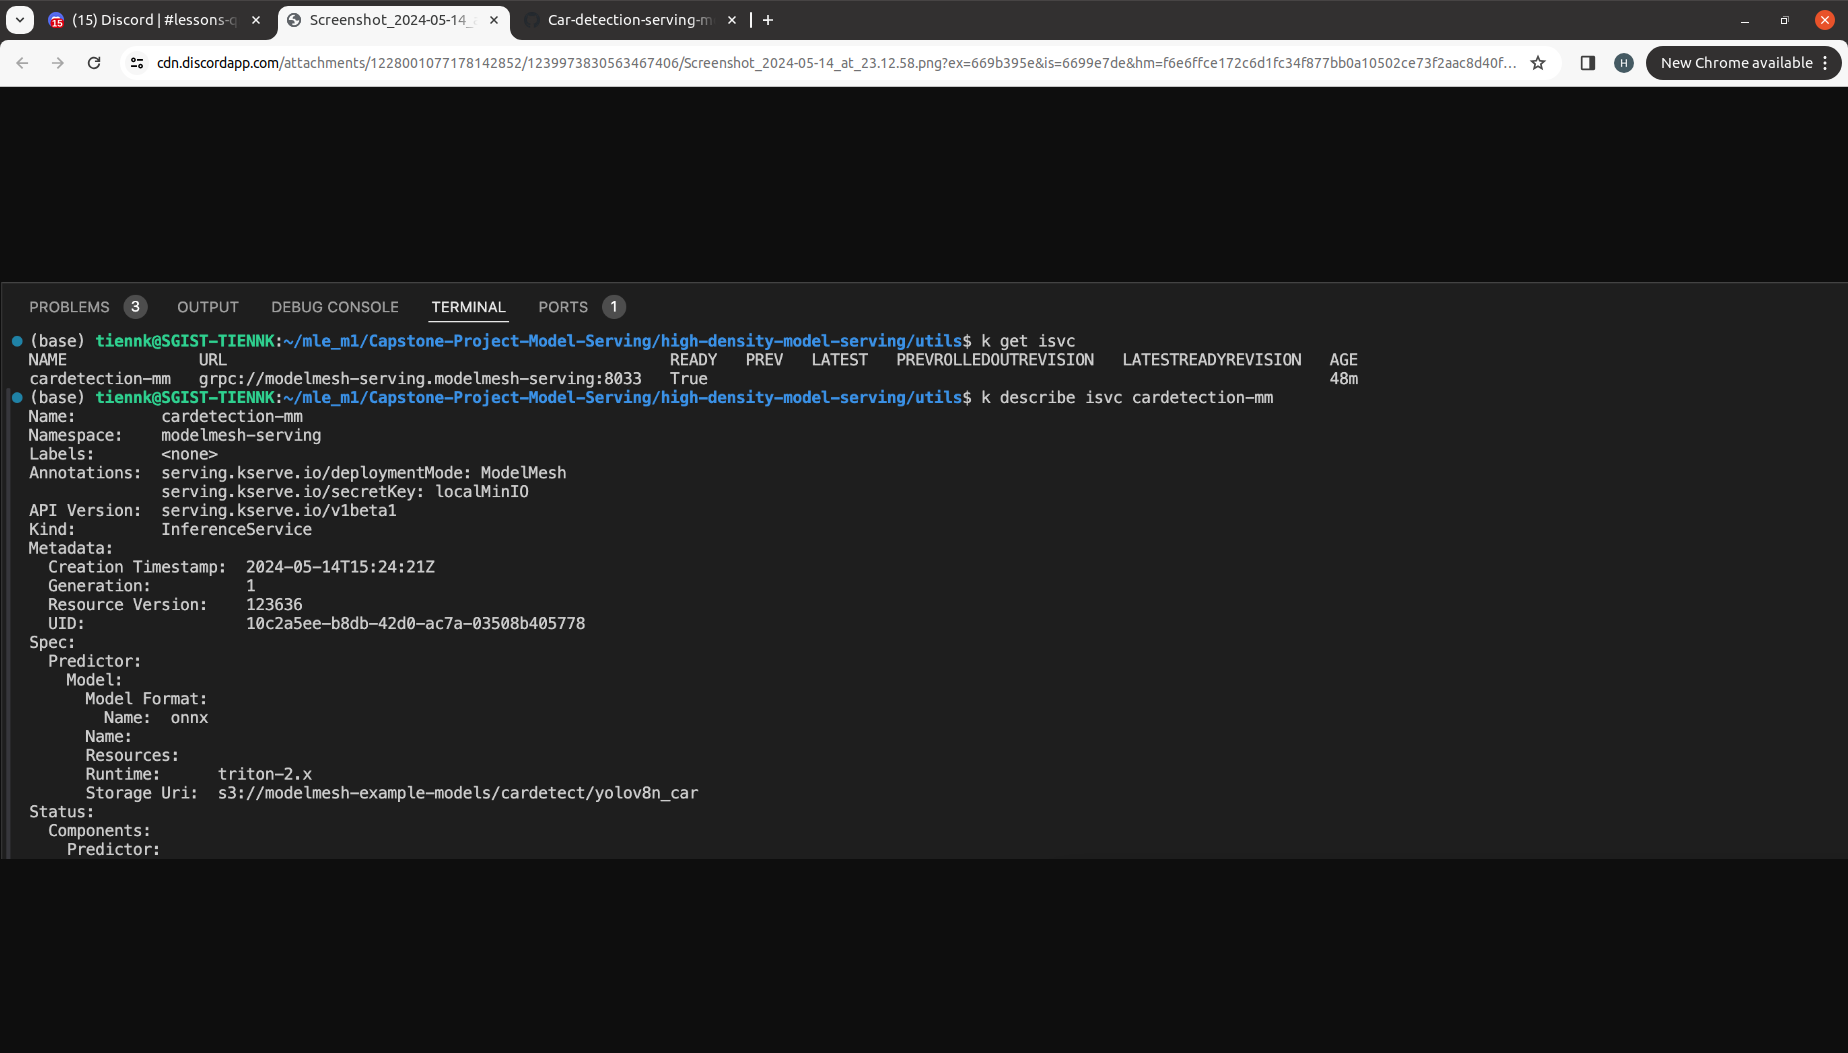 15 (15) Discord | #lessons-q
Screenshot_2024-05-14_a
Car-detection-serving-m
cdn.discordapp.com/attachments/1228001077178142852/1239973830563467406/Screenshot_2024-05-14_at_23.12.58.png?ex=669b395e&is=6699e7de&hm=f6e6ffce172c6d1fc34f877bb0a10502ce73f2aac8d40f...
H
New Chrome available
PROBLEMS 3 OUTPUT DEBUG CONSOLE TERMINAL PORTS 1
(base) tiennk@SGIST-TIENNK:~/mle_m1/Capstone-Project-Model-Serving/high-density-model-serving/utils$ k get isvc
NAME URL READY PREV LATEST PREVROLLEDOUTREVISION LATESTREADYREVISION AGE
cardetection-mm grpc://modelmesh-serving.modelmesh-serving:8033 True 48m
(base) tiennk@SGIST-TIENNK:~/mle_m1/Capstone-Project-Model-Serving/high-density-model-serving/utils$ k describe isvc cardetection-mm
Name: cardetection-mm
Namespace: modelmesh-serving
Labels: <none>
Annotations: serving.kserve.io/deploymentMode: ModelMesh
serving.kserve.io/secretKey: localMinIO
API Version: serving.kserve.io/v1beta1
Kind: InferenceService
Metadata:
Creation Timestamp: 2024-05-14T15:24:21Z
Generation: 1
Resource Version: 123636
UID: 10c2a5ee-b8db-42d0-ac7a-03508b405778
Spec:
Predictor:
Model:
Model Format:
Name: onnx
Name:
Resources:
Runtime: triton-2.x
Storage Uri: s3://modelmesh-example-models/cardetect/yolov8n_car
Status:
Components:
Predictor: